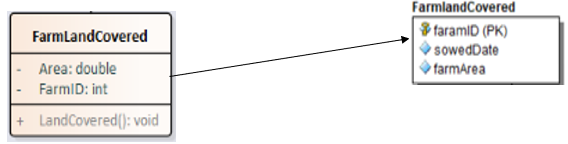 FarmLandCovered
- Area: double
- FarmID: int
+ LandCovered(): void
FarmlandCovered
faramID (PK)
sowedDate
farmArea